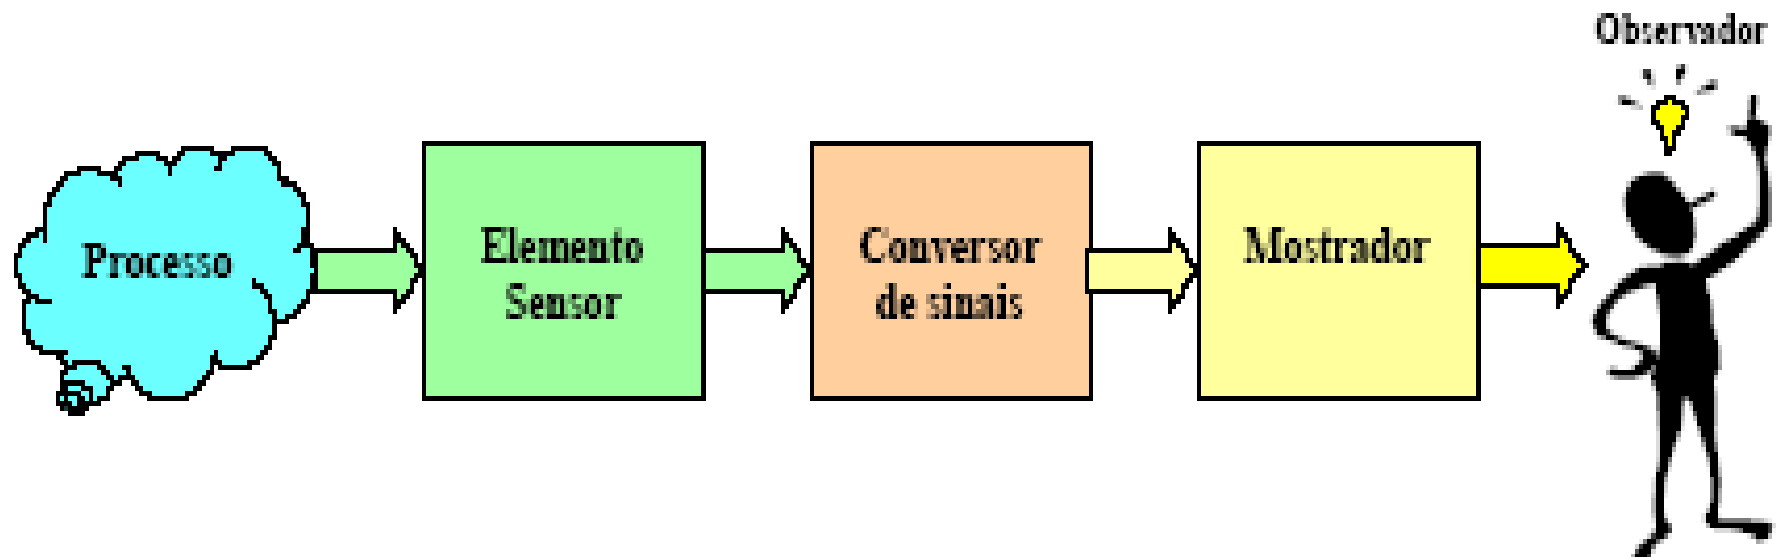 Observador
Processo
Elemento
Sensor
Conversor
de sinais
Mostrador